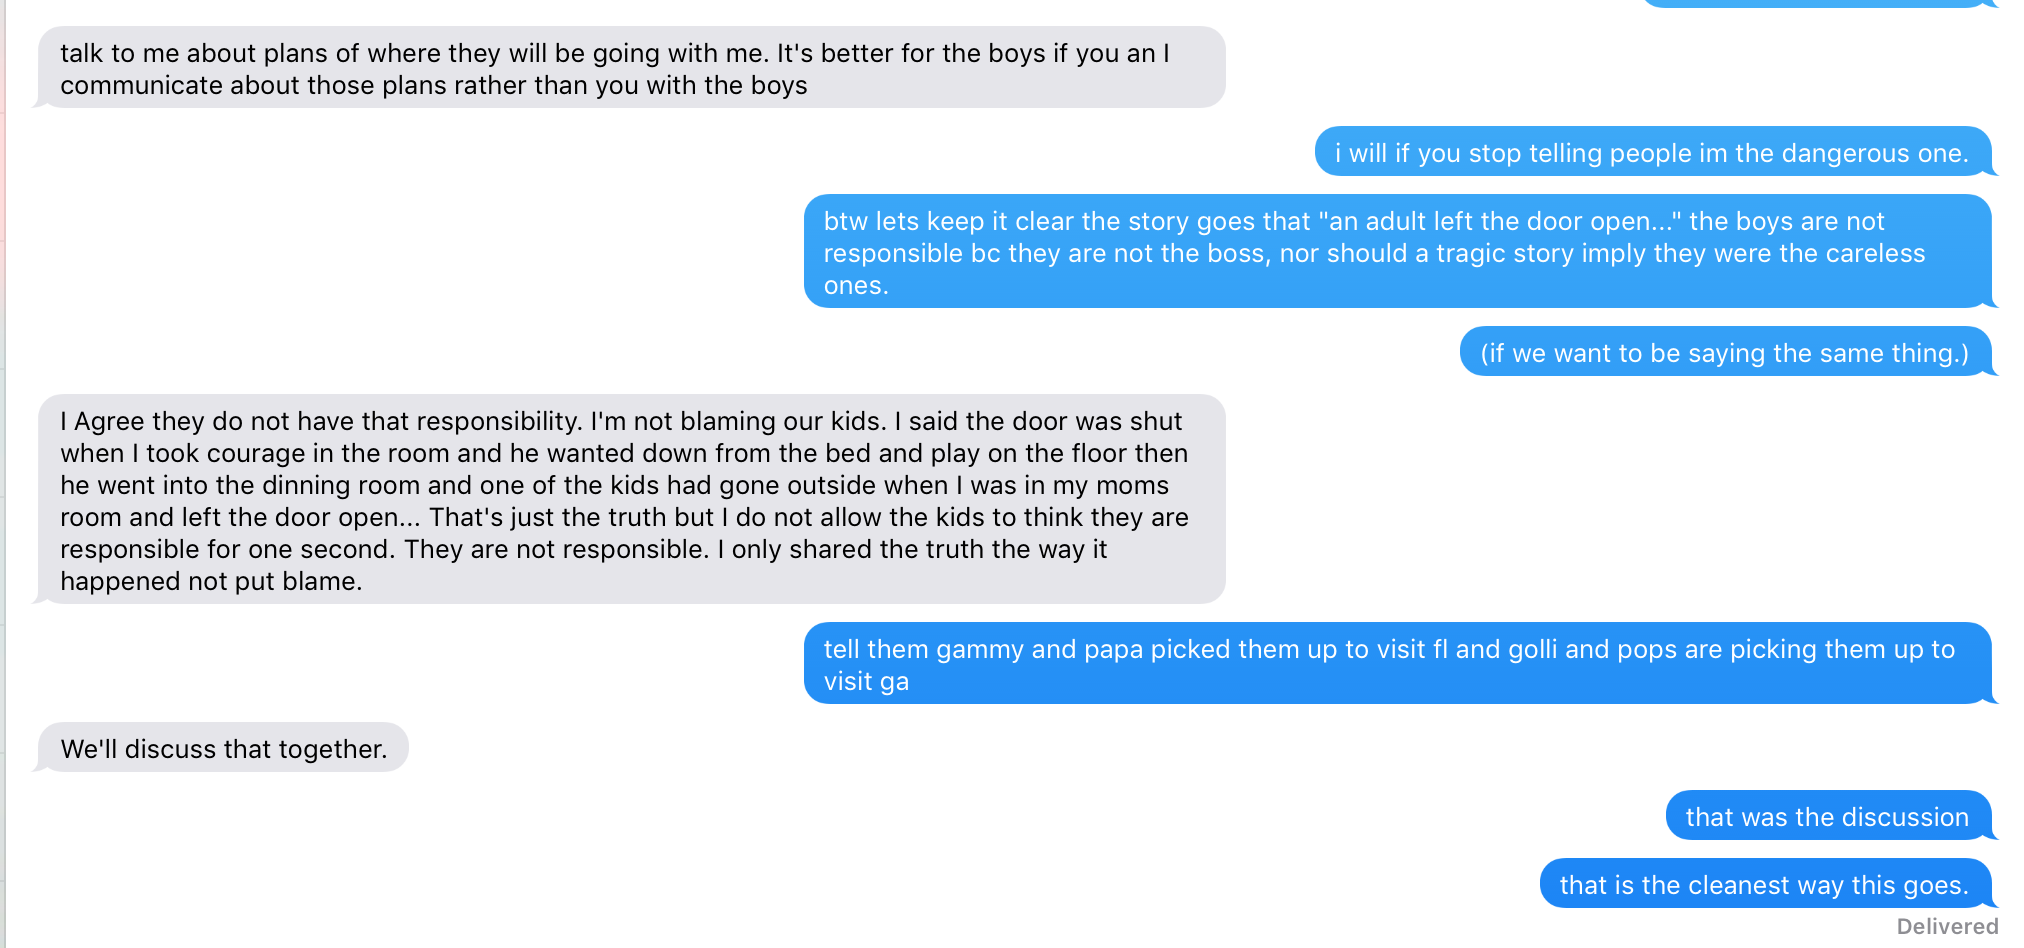 talk to me about plans of where they will be going with me. It's better for the boys if you an I
communicate about those plans rather than you with the boys
i will if you stop telling people im the dangerous one.
btw lets keep it clear the story goes that "an adult left the door open..." the boys are not
responsible bc they are not the boss, nor should a tragic story imply they were the careless
ones.
(if we want to be saying the same thing.)
I Agree they do not have that responsibility. I'm not blaming our kids. I said the door was shut
when I took courage in the room and he wanted down from the bed and play on the floor then
he went into the dinning room and one of the kids had gone outside when I was in my moms
room and left the door open... That's just the truth but I do not allow the kids to think they are
responsible for one second. They are not responsible. I only shared the truth the way it
happened not put blame.
tell them gammy and papa picked them up to visit fl and golli and pops are picking them up to
visit ga
We'll discuss that together.
that was the discussion
that is the cleanest way this goes.
Delivered